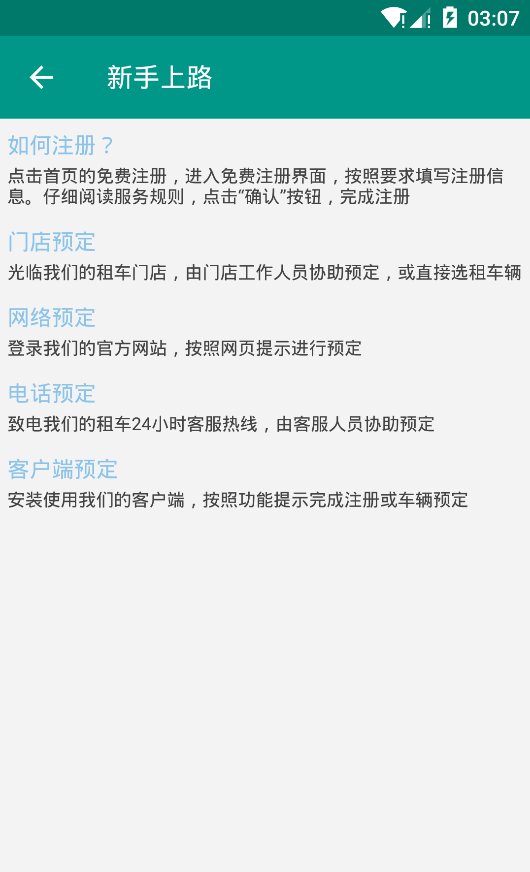 03:07
新手上路
如何注册？
点击首页的免费注册，进入免费注册界面，按照要求填写注册信
息。仔细阅读服务规则，点击“确认”按钮，完成注册
门店预定
光临我们的租车门店，由门店工作人员协助预定，或直接选租车辆
网络预定
登录我们的官方网站，按照网页提示进行预定
电话预定
致电我们的租车24小时客服热线，由客服人员协助预定
客户端预定
安装使用我们的客户端，按照功能提示完成注册或车辆预定